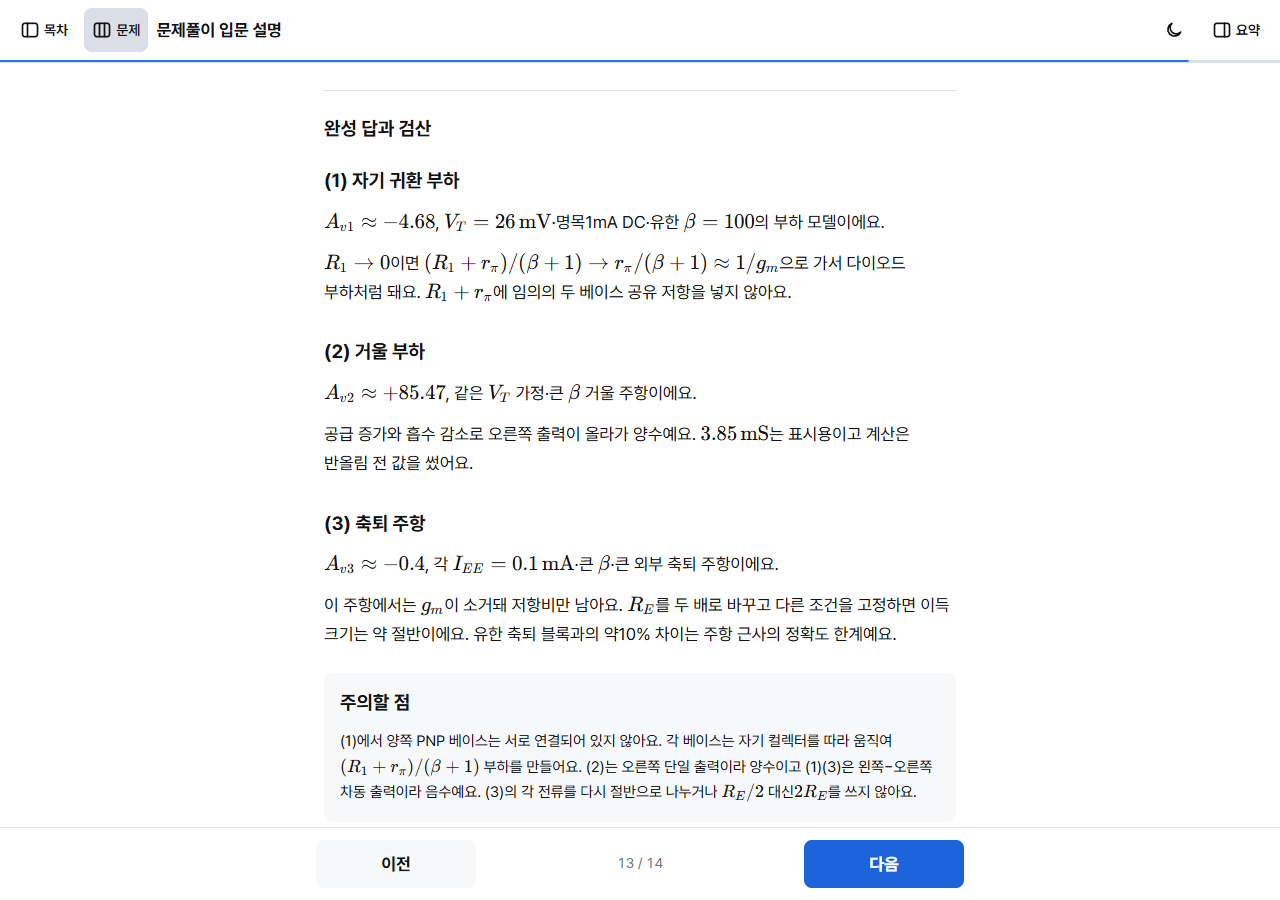 목차
문제
문제풀이 입문 설명
요약
완성 답과 검산
(1) 자기 귀환 부하
A_{v1} ≈ −4.68, V_T = 26 mV·명목1mA DC·유한 β = 100의 부하 모델이에요.
R_1 → 0이면 (R_1 + r_π)/(β + 1) → r_π/(β + 1) ≈ 1/g_m으로 가서 다이오드
부하처럼 돼요. R_1 + r_π에 임의의 두 베이스 공유 저항을 넣지 않아요.
(2) 거울 부하
A_{v2} ≈ +85.47, 같은 V_T 가정·큰 β 거울 주항이에요.
공급 증가와 흡수 감소로 오른쪽 출력이 올라가 양수예요. 3.85 mS는 표시용이고 계산은
반올림 전 값을 썼어요.
(3) 축퇴 주항
A_{v3} ≈ −0.4, 각 I_{EE} = 0.1 mA·큰 β·큰 외부 축퇴 주항이에요.
이 주항에서는 g_m이 소거돼 저항비만 남아요. R_E를 두 배로 바꾸고 다른 조건을 고정하면 이득
크기는 약 절반이에요. 유한 축퇴 블록과의 약10% 차이는 주항 근사의 정확도 한계예요.
주의할 점
(1)에서 양쪽 PNP 베이스는 서로 연결되어 있지 않아요. 각 베이스는 자기 컬렉터를 따라 움직여
(R_1 + r_π)/(β + 1) 부하를 만들어요. (2)는 오른쪽 단일 출력이라 양수이고 (1)(3)은 왼쪽−오른쪽
차동 출력이라 음수예요. (3)의 각 전류를 다시 절반으로 나누거나 R_E/2 대신2R_E를 쓰지 않아요.
이전
13 / 14
다음